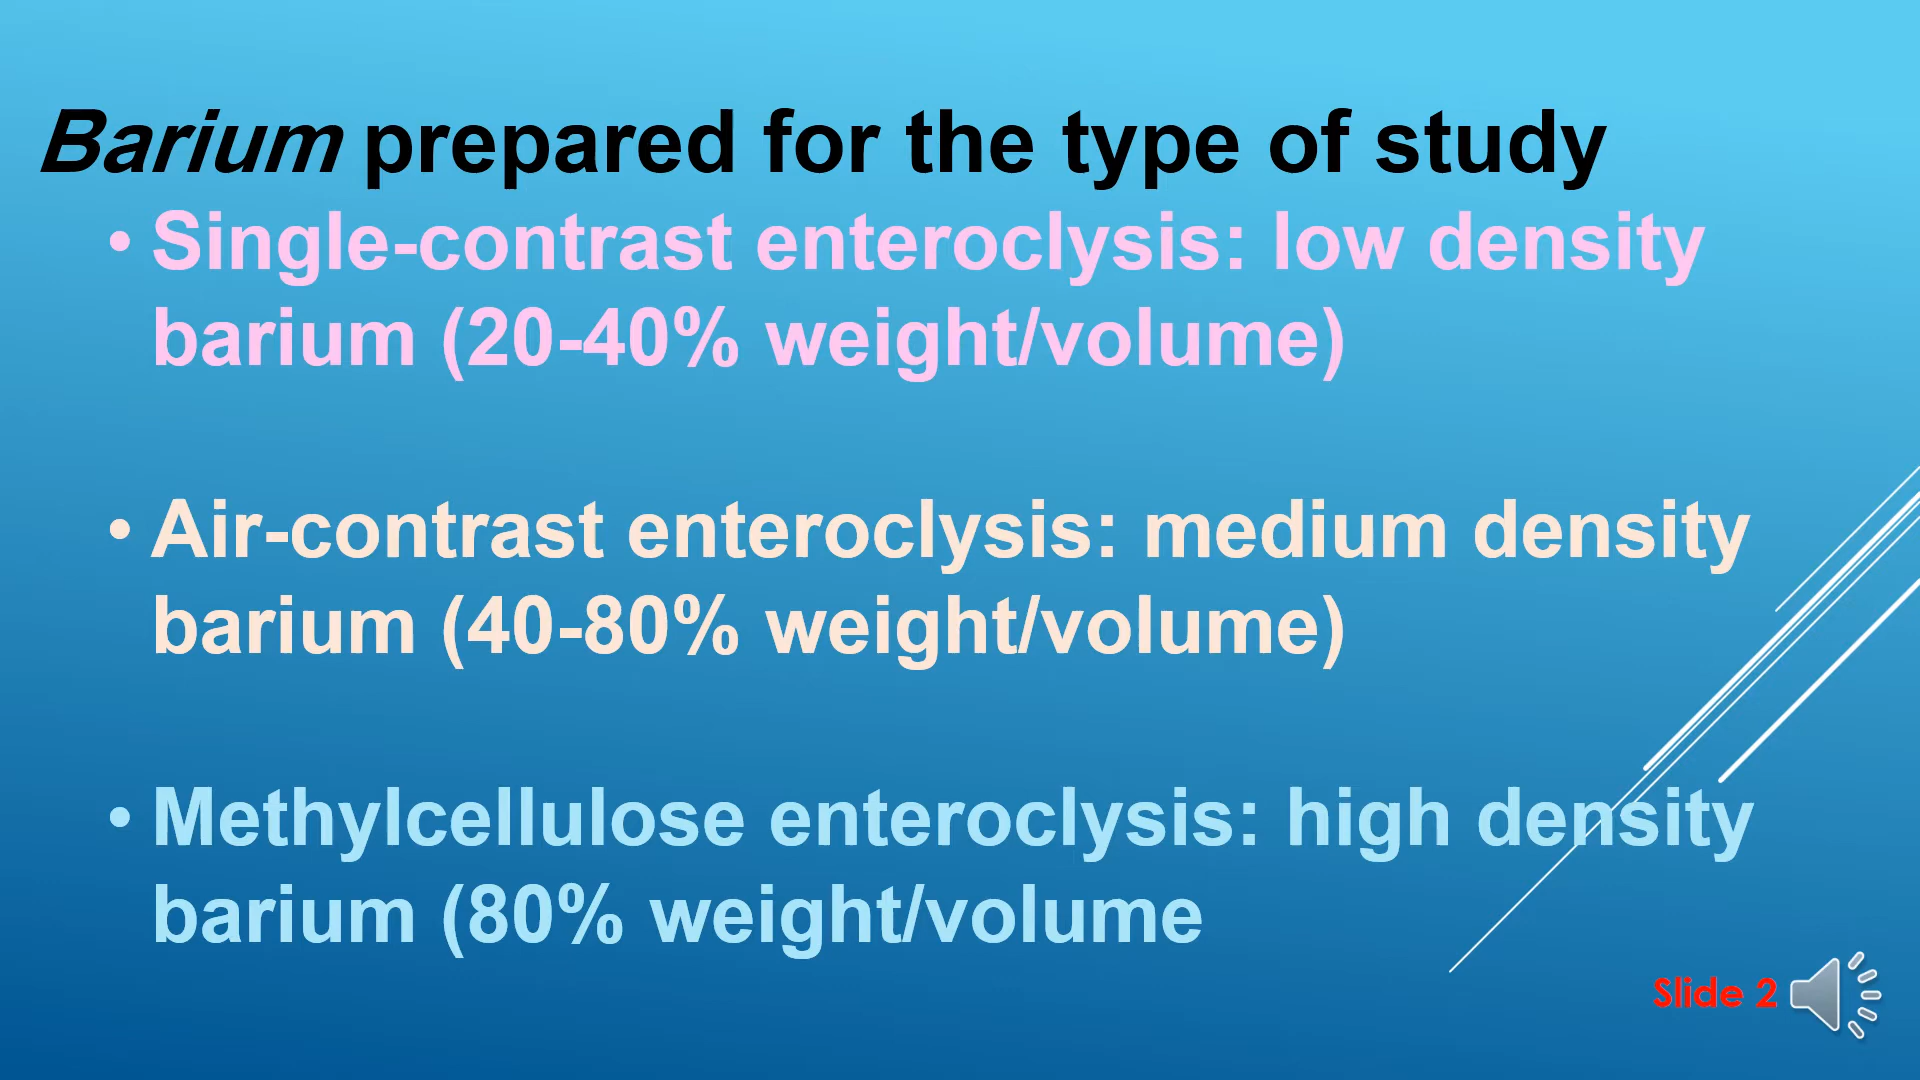 Barium prepared for the type of study
• Single-contrast enteroclysis: low density
barium (20-40% weight/volume)
• Air-contrast enteroclysis: medium density
barium (40-80% weight/volume)
• Methylcellulose enteroclysis: high density
barium (80% weight/volume
Slide 2